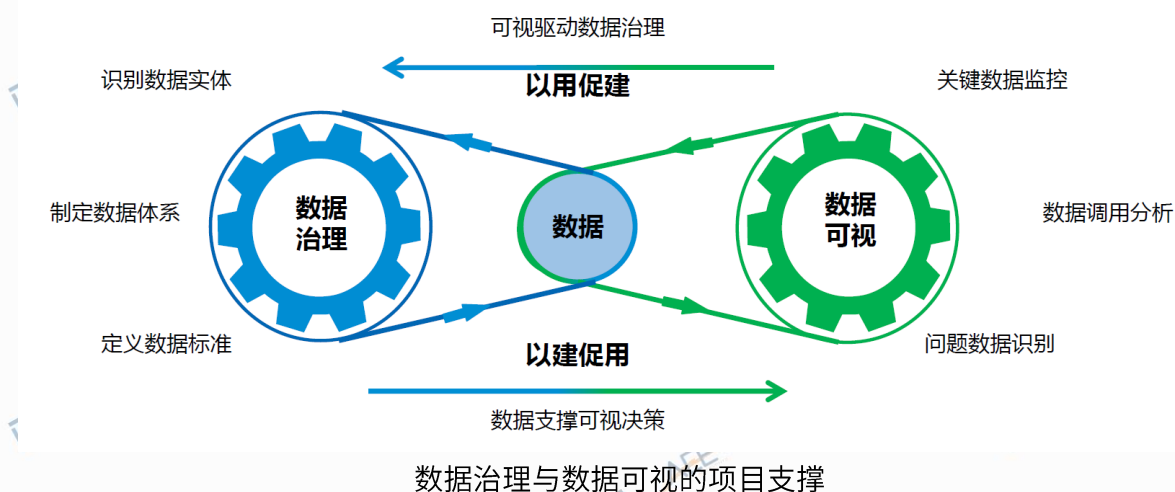 可视驱动数据治理
以用促建
识别数据实体
关键数据监控
制定数据体系
数据
治理
数据
数据
可视
数据调用分析
定义数据标准
问题数据识别
以建促用
数据支撑可视决策
数据治理与数据可视的项目支撑